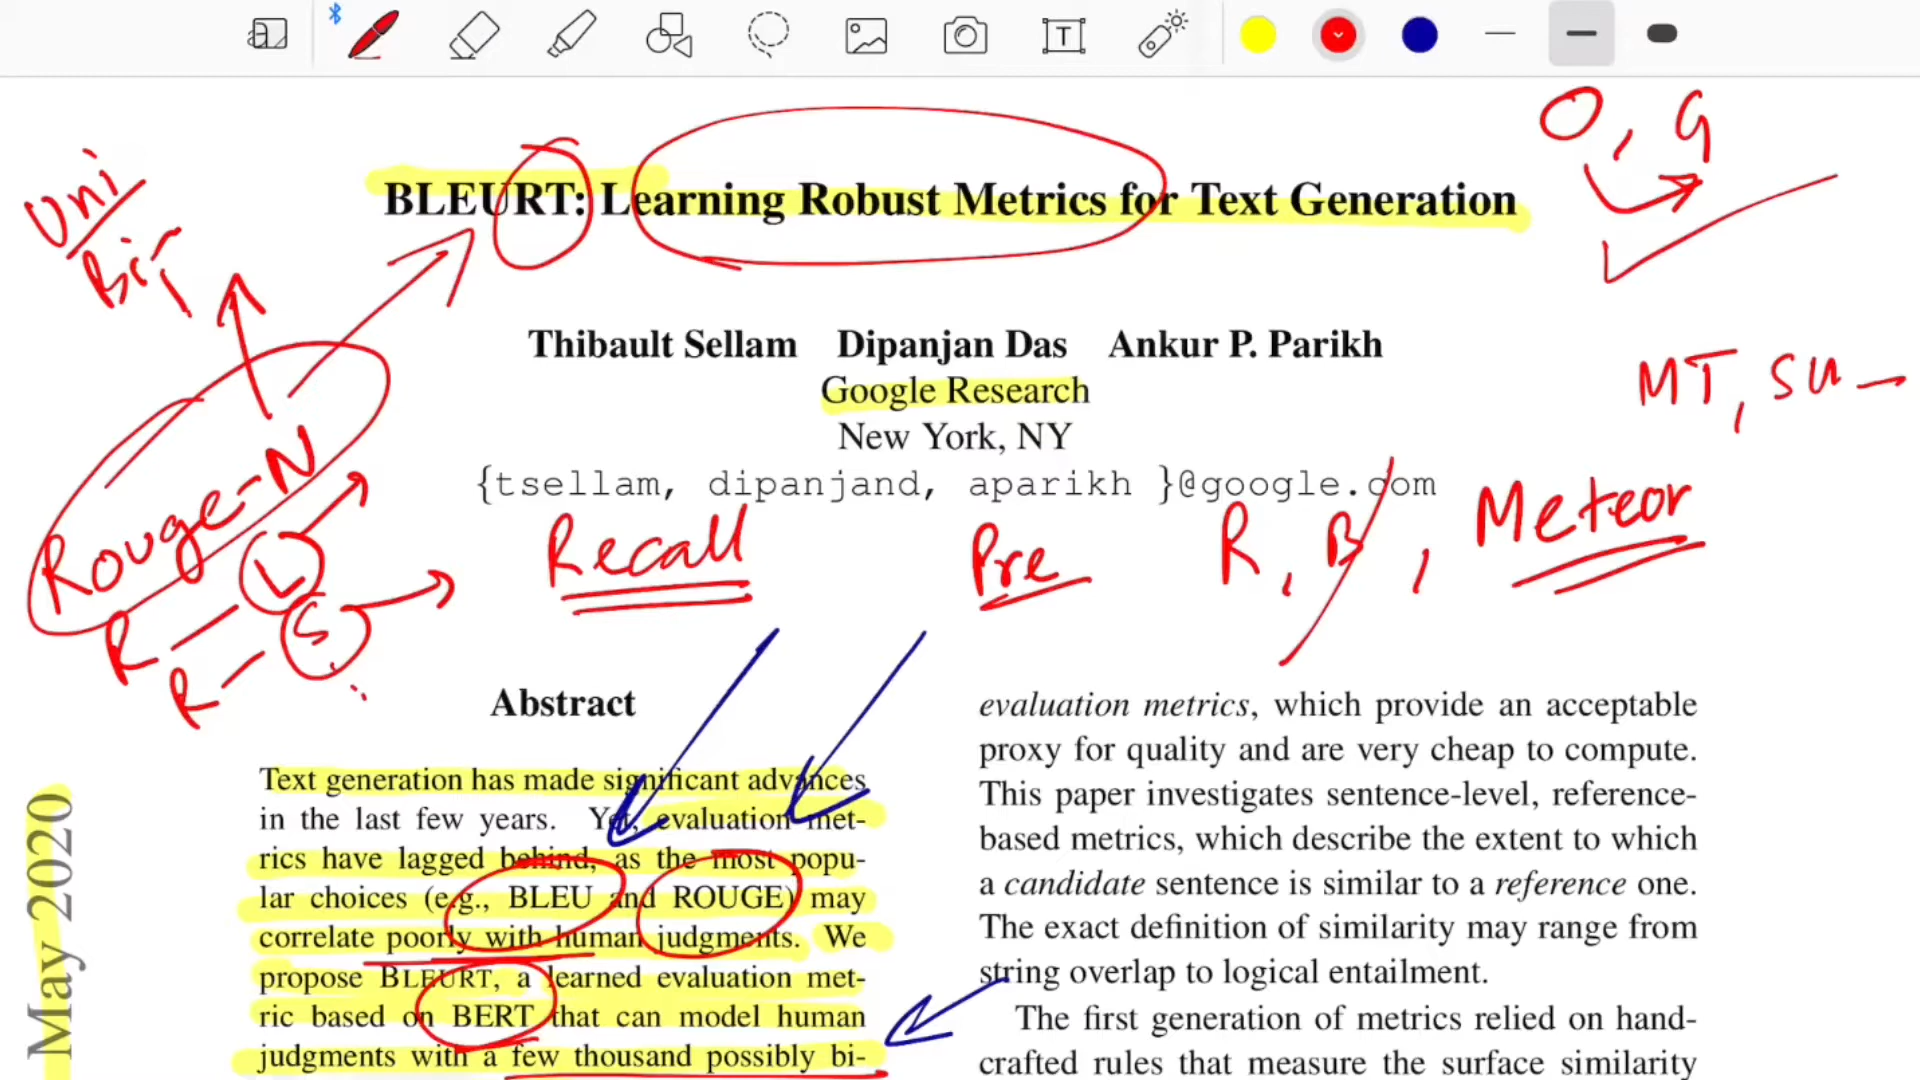 O, G
Uni
BLEURT: Learning Robust Metrics for Text Generation
Bi
Thibault Sellam Dipanjan Das Ankur P. Parikh
MT, SU –
Google Research
New York, NY
{tsellam, dipanjand, aparikh }@google.com
Rouge-N
Recall Pre R, B, Meteor
R – L
R – S
Abstract
Text generation has made significant advances
in the last few years. Yet, evaluation met-
rics have lagged behind, as the most popu-
lar choices (e.g., BLEU and ROUGE) may
correlate poorly with human judgments. We
propose BLEURT, a learned evaluation met-
ric based on BERT that can model human
judgments with a few thousand possibly bi-
evaluation metrics, which provide an acceptable
proxy for quality and are very cheap to compute.
This paper investigates sentence-level, reference-
based metrics, which describe the extent to which
a candidate sentence is similar to a reference one.
The exact definition of similarity may range from
string overlap to logical entailment.
The first generation of metrics relied on hand-
crafted rules that measure the surface similarity
May 2020